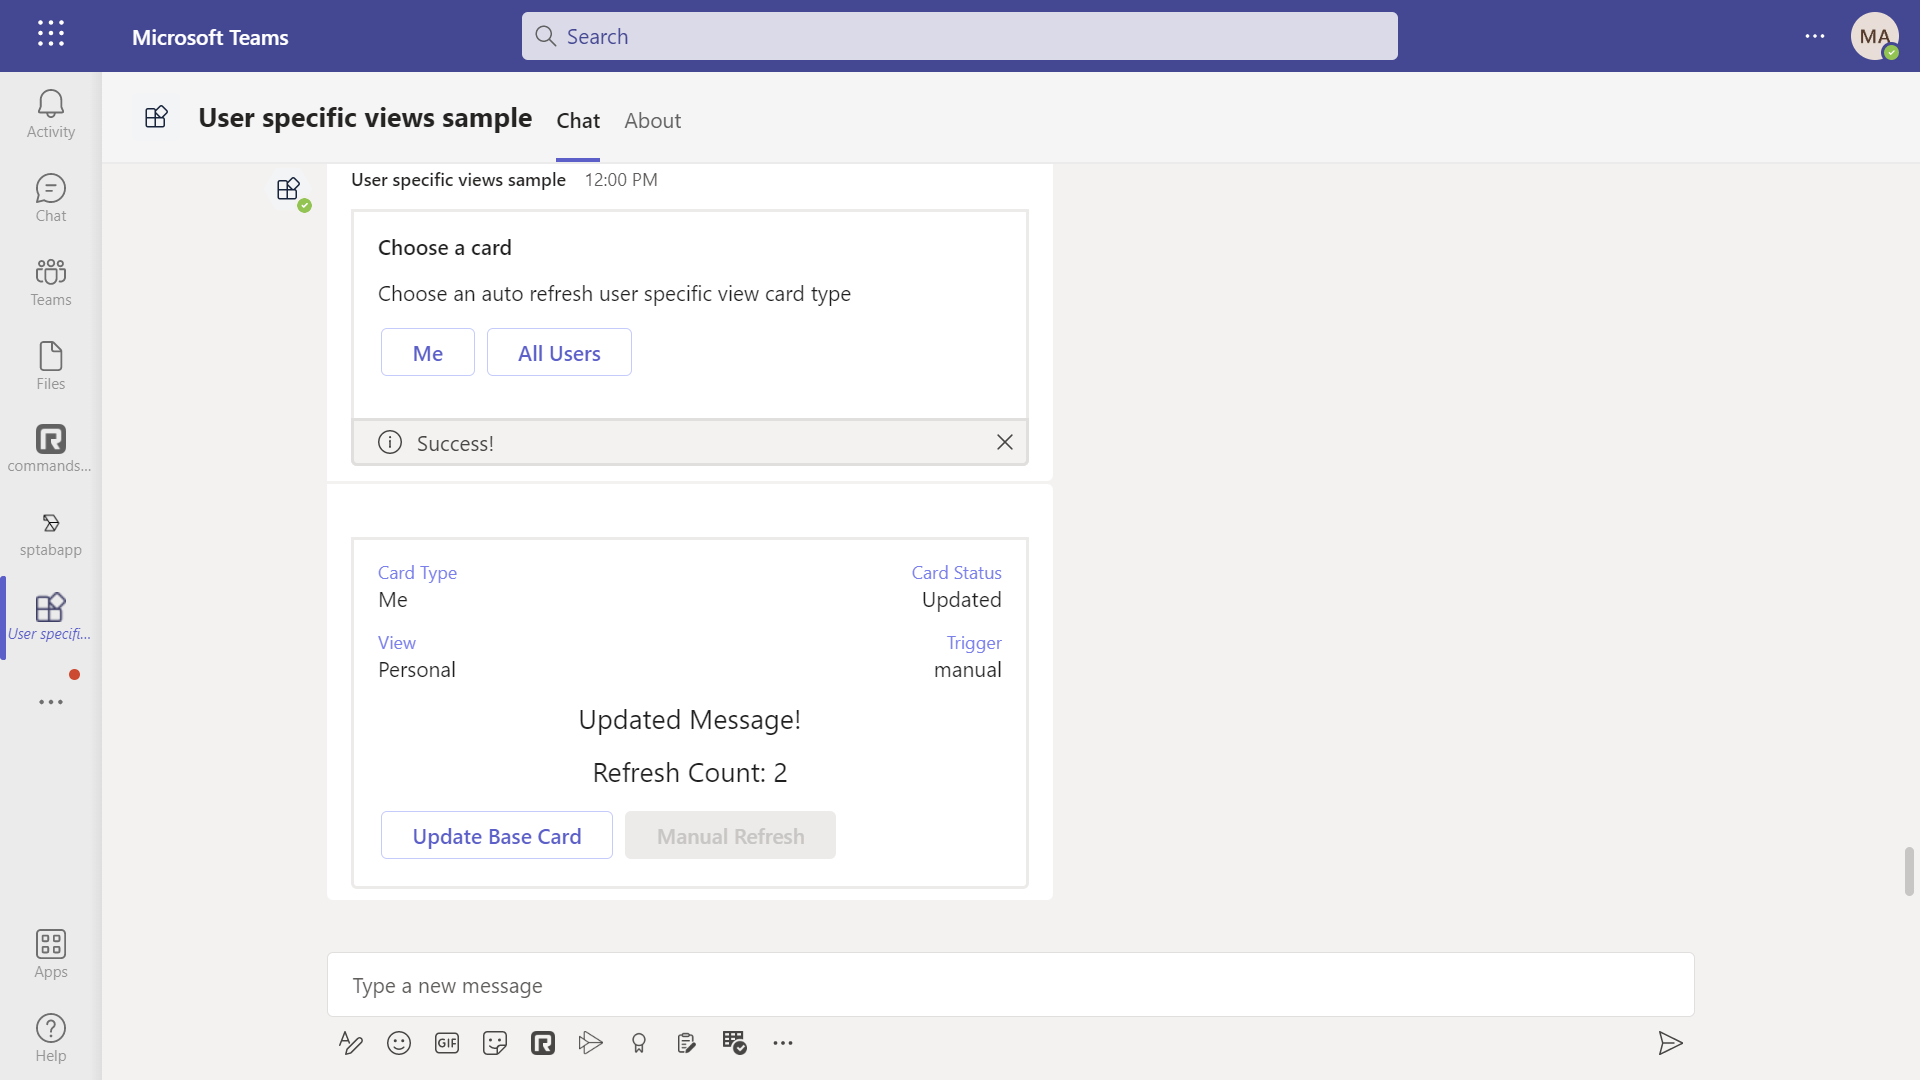 Microsoft Teams
Search
MA
Activity
Chat
Teams
Files
commands...
sptabapp
User specifi...
Apps
Help
User specific views sample
Chat
About
User specific views sample 12:00 PM
Choose a card
Choose an auto refresh user specific view card type
Me
All Users
Success!
Card Type
Card Status
Me
Updated
View
Trigger
Personal
manual
Updated Message!
Refresh Count: 2
Update Base Card
Manual Refresh
Type a new message
GIF